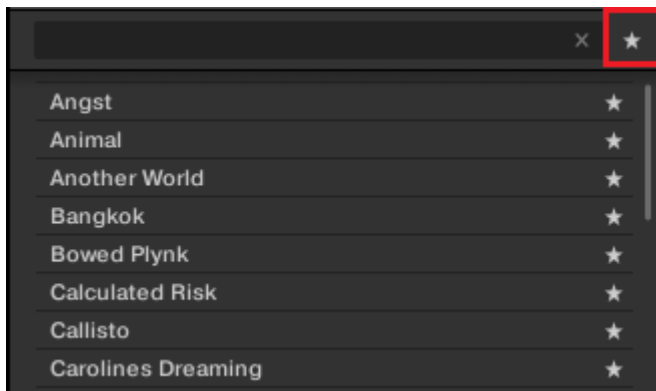 Angst
Animal
Another World
Bangkok
Bowed Plynk
Calculated Risk
Callisto
Carolines Dreaming